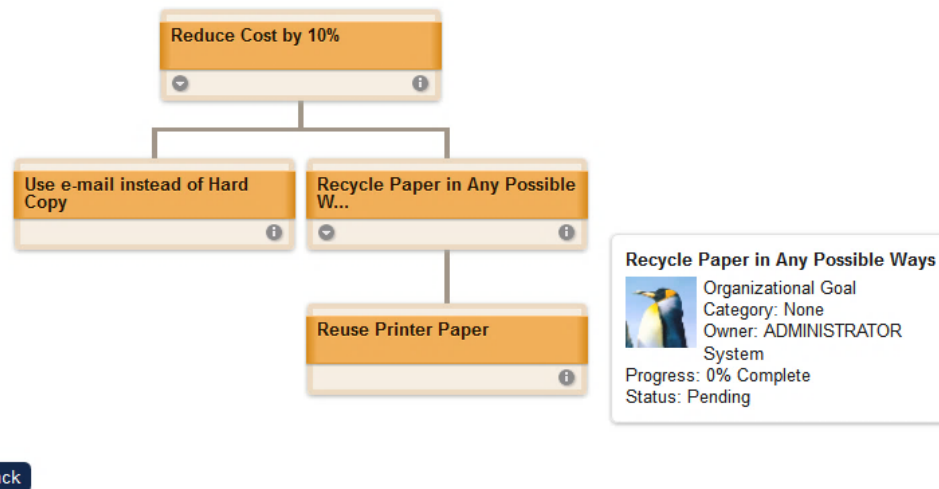 Reduce Cost by 10%
Use e-mail instead of Hard
Copy
Recycle Paper in Any Possible
W...
Recycle Paper in Any Possible Ways
Organizational Goal
Category: None
Owner: ADMINISTRATOR
System
Progress: 0% Complete
Status: Pending
Reuse Printer Paper